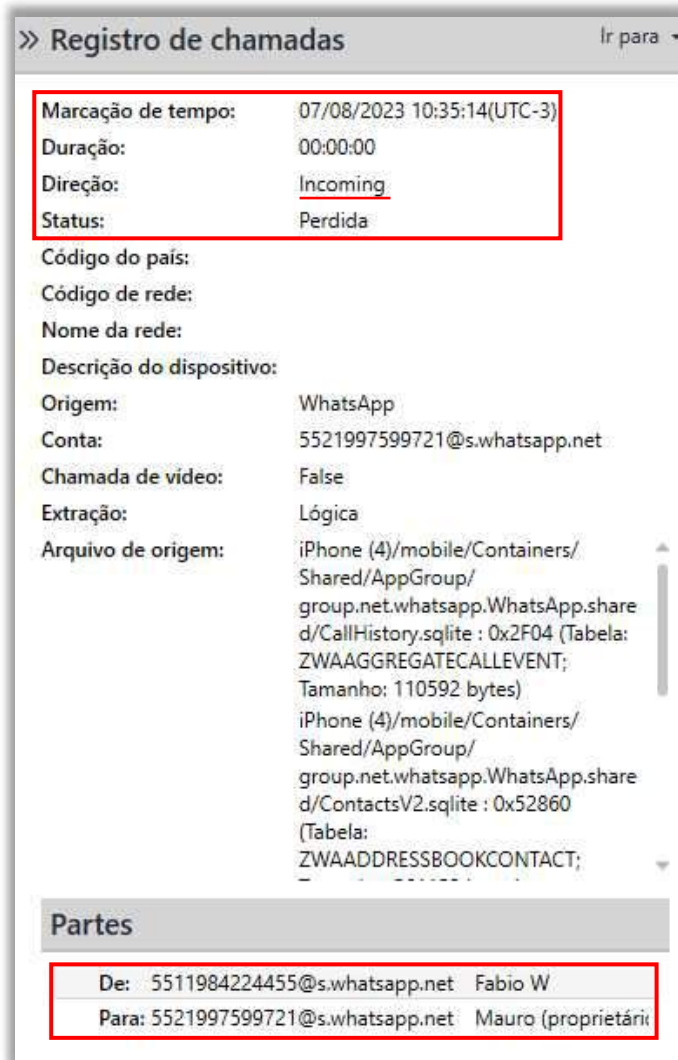 » Registro de chamadas
Ir para
Marcação de tempo: 07/08/2023 10:35:14(UTC-3)
Duração: 00:00:00
Direção: Incoming
Status: Perdida
Código do país:
Código de rede:
Nome da rede:
Descrição do dispositivo:
Origem: WhatsApp
Conta: 5521997599721@s.whatsapp.net
Chamada de vídeo: False
Extração: Lógica
Arquivo de origem: iPhone (4)/mobile/Containers/
Shared/AppGroup/
group.net.whatsapp.WhatsApp.share
d/CallHistory.sqlite : 0x2F04 (Tabela:
ZWAAGGREGATECALLEVENT;
Tamanho: 110592 bytes)
iPhone (4)/mobile/Containers/
Shared/AppGroup/
group.net.whatsapp.WhatsApp.share
d/ContactsV2.sqlite : 0x52860
(Tabela:
ZWAADDRESSBOOKCONTACT;
Partes
De: 5511984224455@s.whatsapp.net Fabio W
Para: 5521997599721@s.whatsapp.net Mauro (proprietári